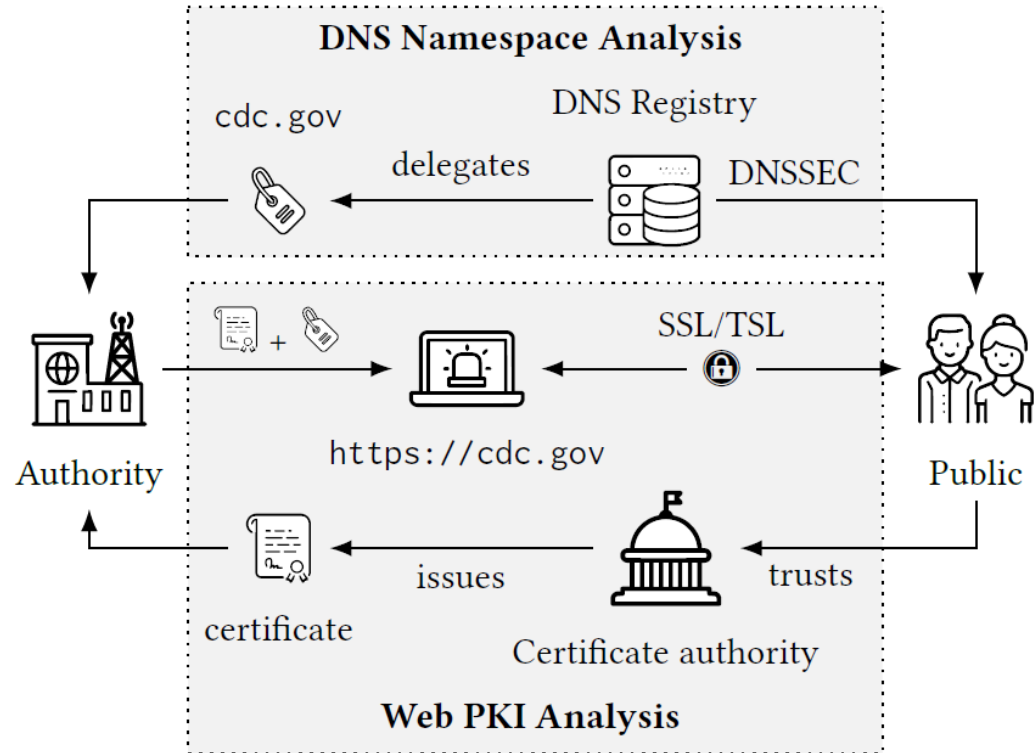 DNS Namespace Analysis
DNS Registry
cdc.gov
delegates
DNSSEC
+
SSL/TSL
https://cdc.gov
Authority
Public
issues
trusts
certificate
Certificate authority
Web PKI Analysis